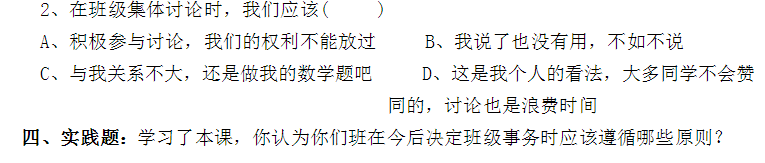 2、在班级集体讨论时，我们应该(    )
A、积极参与讨论，我们的权利不能放过    B、我说了也没有用，不如不说
C、与我关系不大，还是做我的数学题吧    D、这是我个人的看法，大多同学不会赞
同的，讨论也是浪费时间
四、实践题：学习了本课，你认为你们班在今后决定班级事务时应该遵循哪些原则？